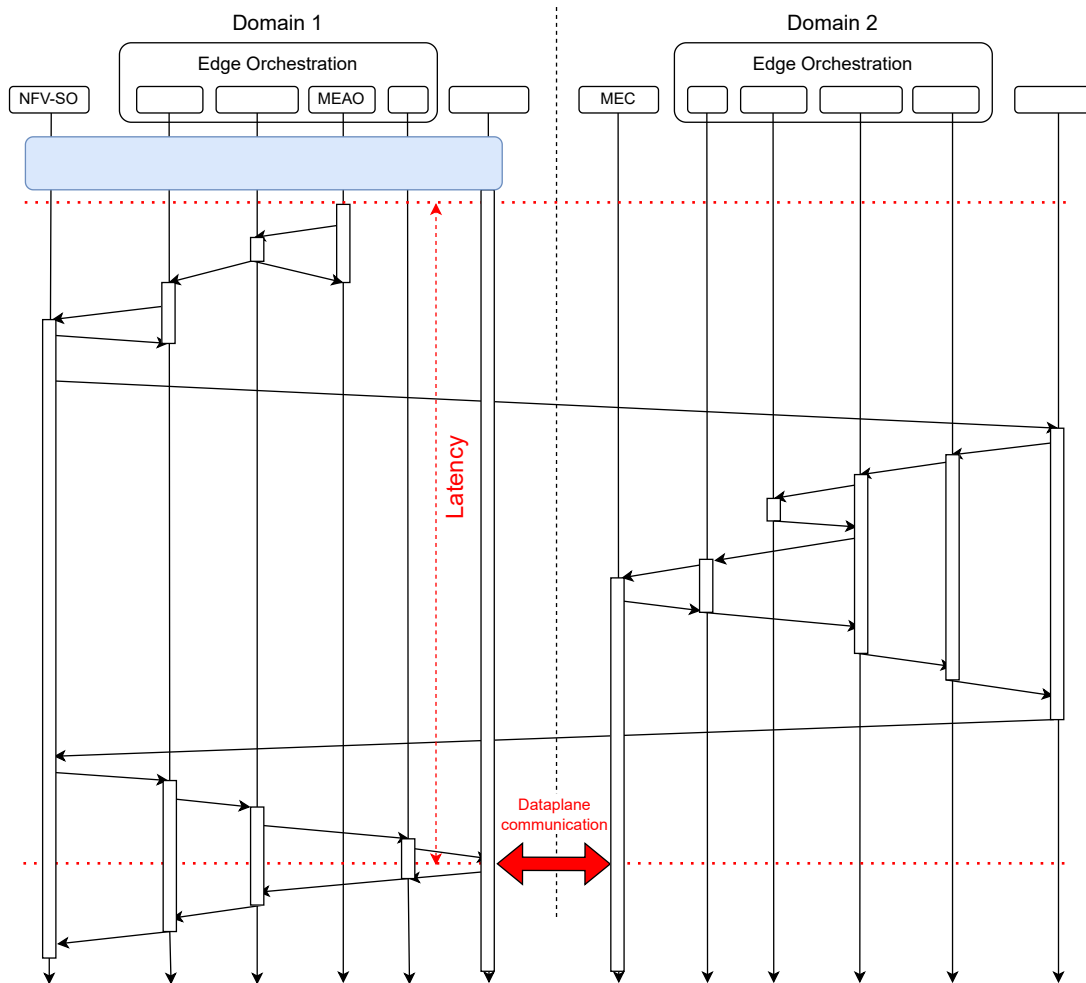 Domain 1
Domain 2
Edge Orchestration
Edge Orchestration
NFV-SO
MEAO
MEC
Latency
Dataplane
communication